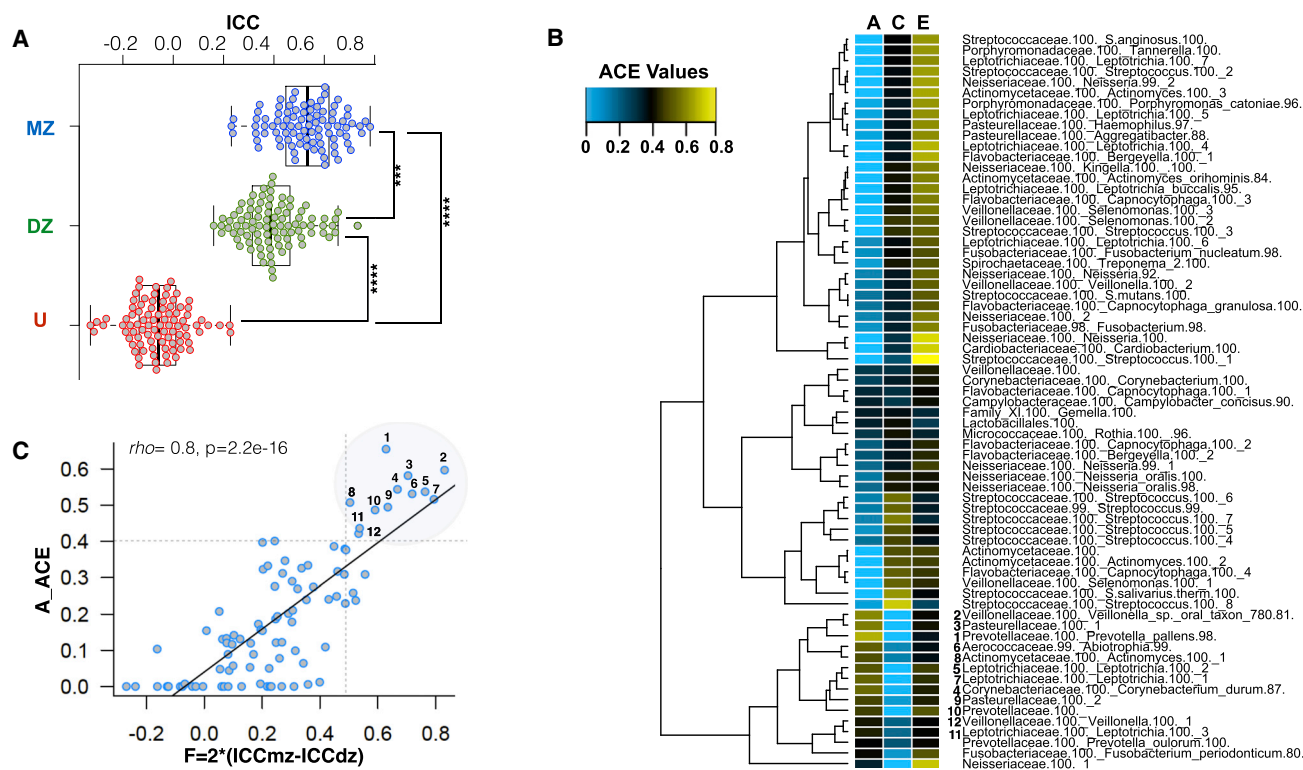 A
ICC
-0.2 0.0 0.2 0.4 0.6 0.8
MZ
DZ
U
***
****
****
B
ACE Values
0 0.2 0.4 0.6 0.8
A C E
Streptococcaceae.100._S.anginosus.100.
Porphyromonadaceae.100._Tannerella.100.
Leptotrichiaceae.100._Leptotrichia.100._7
Streptococcaceae.100._Streptococcus.100._2
Neisseriaceae.100._Neisseria.99._2
Actinomycetaceae.100._Actinomyces.100._3
Porphyromonadaceae.100._Porphyromonas_catoniae.96.
Leptotrichiaceae.100._Leptotrichia.100._5
Pasteurellaceae.100._Haemophilus.97.
Pasteurellaceae.100._Aggregatibacter.88.
Leptotrichiaceae.100._Leptotrichia.100._4
Flavobacteriaceae.100._Bergeyella.100._1
Neisseriaceae.100._Kingella.100._.100.
Actinomycetaceae.100._Actinomyces_orihominis.84.
Leptotrichiaceae.100._Leptotrichia_buccalis.95.
Flavobacteriaceae.100._Capnocytophaga.100._3
Veillonellaceae.100._Selenomonas.100._3
Veillonellaceae.100._Selenomonas.100._2
Streptococcaceae.100._Streptococcus.100._3
Leptotrichiaceae.100._Leptotrichia.100._6
Fusobacteriaceae.100._Fusobacterium_nucleatum.98.
Spirochaetaceae.100._Treponema_2.100.
Neisseriaceae.100._Neisseria.92.
Veillonellaceae.100._Veillonella.100._2
Streptococcaceae.100._S.mutans.100.
Flavobacteriaceae.100._Capnocytophaga_granulosa.100.
Neisseriaceae.100._2
Fusobacteriaceae.98._Fusobacterium.98.
Neisseriaceae.100._Neisseria.100.
Cardiobacteriaceae.100._Cardiobacterium.100.
Streptococcaceae.100._Streptococcus.100._1
Veillonellaceae.100.
Corynebacteriaceae.100._Corynebacterium.100.
Flavobacteriaceae.100._Capnocytophaga.100._1
Campylobacteraceae.100._Campylobacter_concisus.90.
Family_XI.100._Gemella.100.
Lactobacillales.100.
Micrococcaceae.100._Rothia.100._.96.
Flavobacteriaceae.100._Capnocytophaga.100._2
Flavobacteriaceae.100._Bergeyella.100._2
Neisseriaceae.100._Neisseria.99._1
Neisseriaceae.100._Neisseria_oralis.100.
Neisseriaceae.100._Neisseria_oralis.98.
Streptococcaceae.100._Streptococcus.100._6
Streptococcaceae.99._Streptococcus.99.
Streptococcaceae.100._Streptococcus.100._7
Streptococcaceae.100._Streptococcus.100._5
Streptococcaceae.100._Streptococcus.100._4
Actinomycetaceae.100.
Actinomycetaceae.100._Actinomyces.100._2
Flavobacteriaceae.100._Capnocytophaga.100._4
Veillonellaceae.100._Selenomonas.100._1
Streptococcaceae.100._S.salivarius.therm.100.
Streptococcaceae.100._Streptococcus.100._8
2 Veillonellaceae.100._Veillonella_sp._oral_taxon_780.81.
3 Pasteurellaceae.100._1
1 Prevotellaceae.100._Prevotella_pallens.98.
6 Aerococcaceae.99._Abiotrophia.99.
8 Actinomycetaceae.100._Actinomyces.100._1
5 Leptotrichiaceae.100._Leptotrichia.100._2
7 Leptotrichiaceae.100._Leptotrichia.100._1
4 Corynebacteriaceae.100._Corynebacterium_durum.87.
9 Pasteurellaceae.100._2
10 Prevotellaceae.100.
12 Veillonellaceae.100._Veillonella.100._1
11 Leptotrichiaceae.100._Leptotrichia.100._3
Prevotellaceae.100._Prevotella_oulorum.100.
Fusobacteriaceae.100._Fusobacterium_periodonticum.80.
Neisseriaceae.100._1
C
rho= 0.8, p=2.2e-16
1
2
3
4
5
6
7
8
9
10
11
12
A_ACE
0.6
0.5
0.4
0.3
0.2
0.1
0.0
-0.2 0.0 0.2 0.4 0.6 0.8
F=2*(ICCmz-ICCdz)